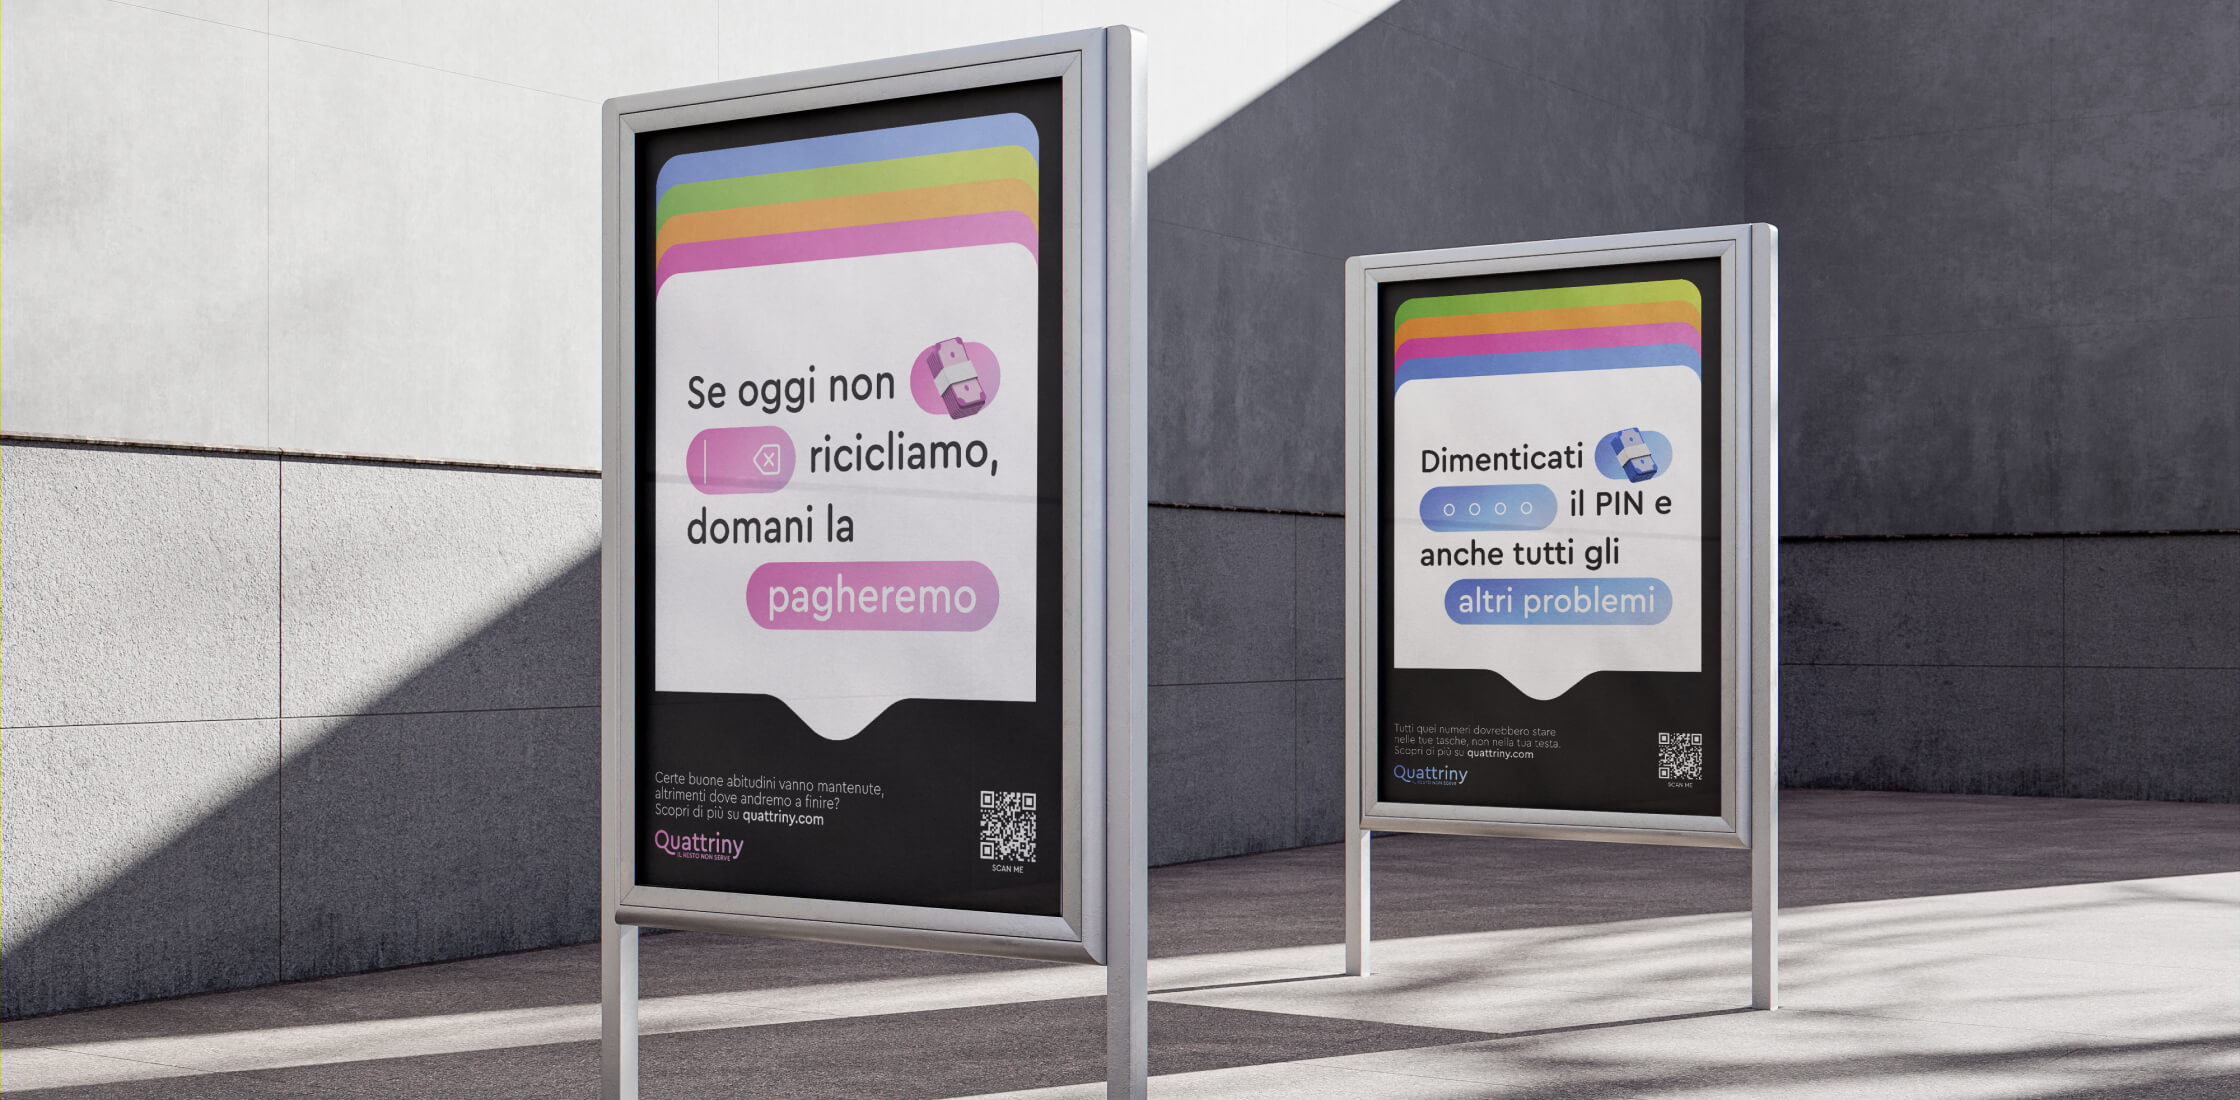 Se oggi non
ricicliamo,
domani la
pagheremo
Certe buone abitudini vanno mantenute,
altrimenti dove andremo a finire?
Scopri di più su quattriny.com
Quattriny
IL RESTO NON SERVE
SCAN ME
Dimenticati
il PIN e
anche tutti gli
altri problemi
Tutti quei numeri dovrebbero stare
nelle tue tasche, non nella tua testa.
Scopri di più su quattriny.com
Quattriny
IL RESTO NON SERVE
SCAN ME